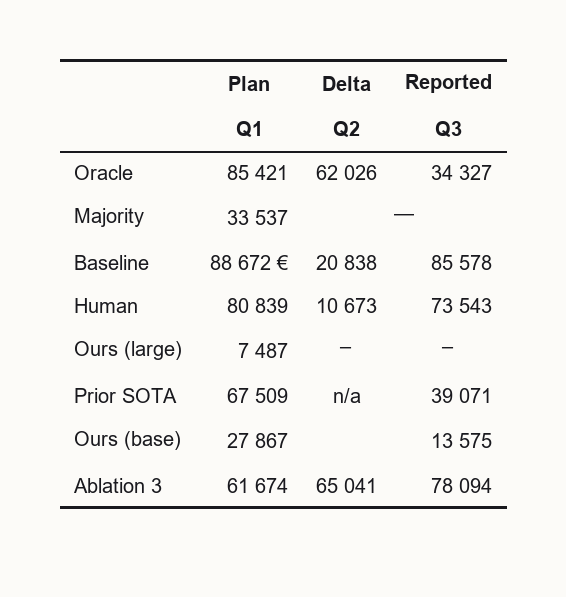 Plan Delta Reported
Q1 Q2 Q3
Oracle 85 421 62 026 34 327
Majority 33 537 —
Baseline 88 672 € 20 838 85 578
Human 80 839 10 673 73 543
Ours (large) 7 487 – –
Prior SOTA 67 509 n/a 39 071
Ours (base) 27 867 13 575
Ablation 3 61 674 65 041 78 094